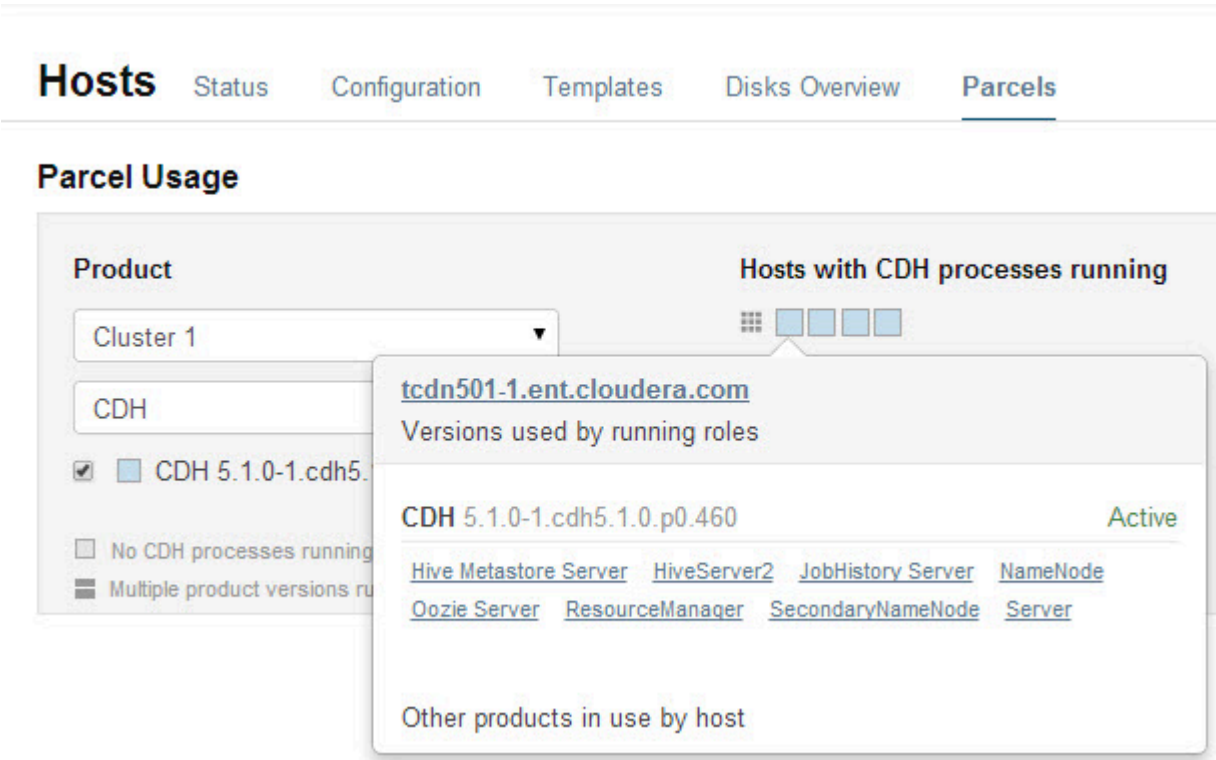 Hosts Status Configuration Templates Disks Overview Parcels
Parcel Usage
Product
Hosts with CDH processes running
Cluster 1
CDH
CDH 5.1.0-1.cdh5.
No CDH processes running
Multiple product versions ru
tcdn501-1.ent.cloudera.com
Versions used by running roles
CDH 5.1.0-1.cdh5.1.0.p0.460 Active
Hive Metastore Server HiveServer2 JobHistory Server NameNode
Oozie Server ResourceManager SecondaryNameNode Server
Other products in use by host